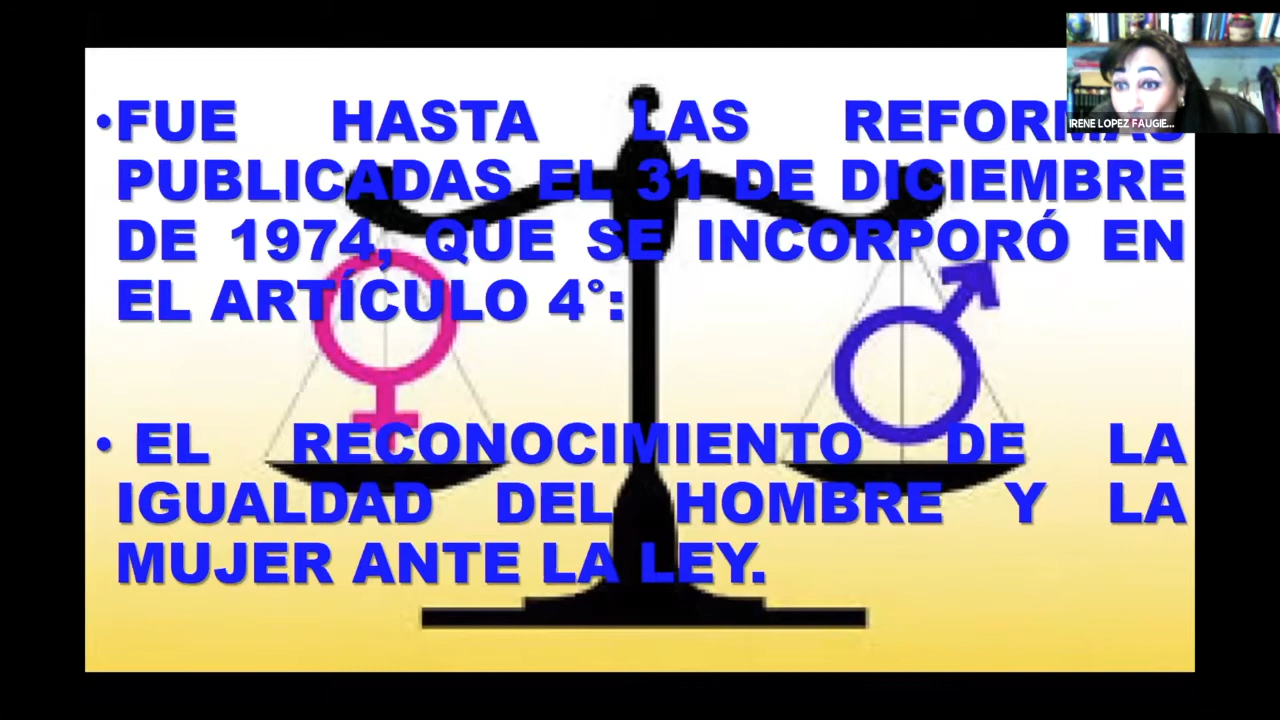 •FUE HASTA LAS REFORMAS
PUBLICADAS EL 31 DE DICIEMBRE
DE 1974, QUE SE INCORPORÓ EN
EL ARTÍCULO 4°:
• EL RECONOCIMIENTO DE LA
IGUALDAD DEL HOMBRE Y LA
MUJER ANTE LA LEY.
IRENE LOPEZ FAUGIE...